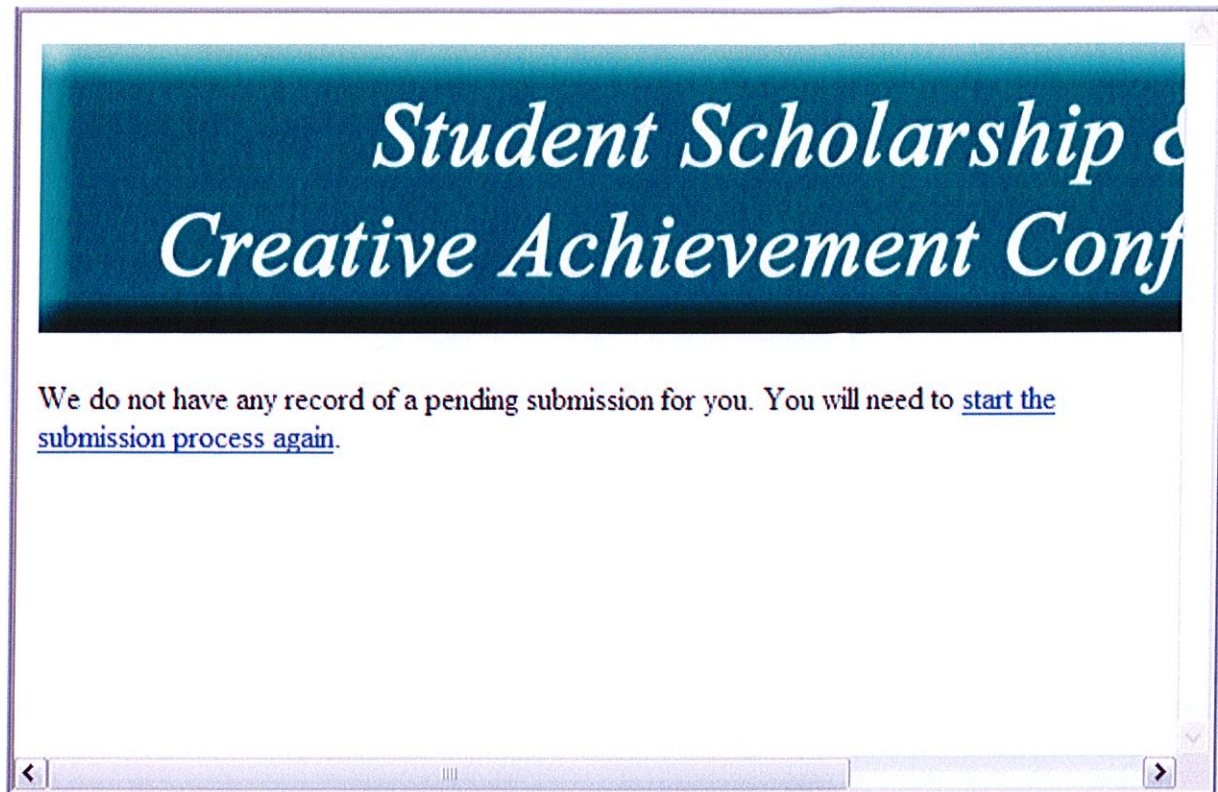 Student Scholarship &
Creative Achievement Conf
We do not have any record of a pending submission for you. You will need to start the
submission process again.